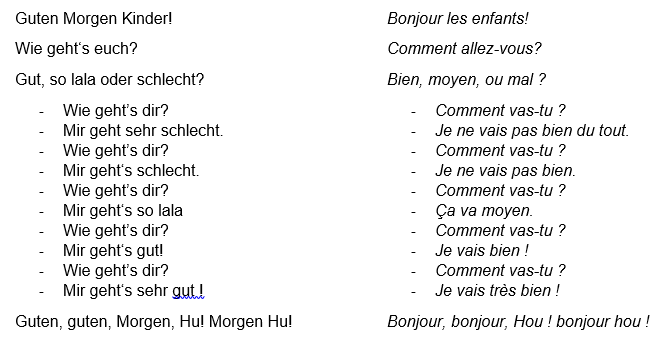 Guten Morgen Kinder!
Wie geht‘s euch?
Gut, so lala oder schlecht?
- Wie geht’s dir?
- Mir geht sehr schlecht.
- Wie geht’s dir?
- Mir geht‘s schlecht.
- Wie geht’s dir?
- Mir geht‘s so lala
- Wie geht’s dir?
- Mir geht‘s gut!
- Wie geht’s dir?
- Mir geht‘s sehr gut !
Guten, guten, Morgen, Hu! Morgen Hu!
Bonjour les enfants!
Comment allez-vous?
Bien, moyen, ou mal ?
- Comment vas-tu ?
- Je ne vais pas bien du tout.
- Comment vas-tu ?
- Je ne vais pas bien.
- Comment vas-tu ?
- Ça va moyen.
- Comment vas-tu ?
- Je vais bien !
- Comment vas-tu ?
- Je vais très bien !
Bonjour, bonjour, Hou ! bonjour hou !